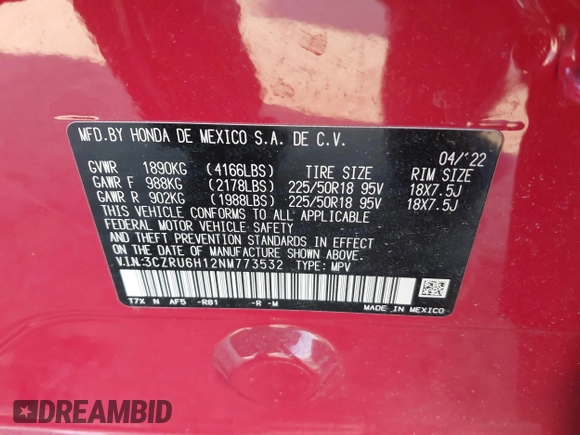 MFD.BY HONDA DE MEXICO S.A. DE C.V.
04/'22
GVWR 1890KG (4166LBS) TIRE SIZE RIM SIZE
GAWR F 988KG (2178LBS) 225/50R18 95V 18X7.5J
GAWR R 902KG (1988LBS) 225/50R18 95V 18X7.5J
THIS VEHICLE CONFORMS TO ALL APPLICABLE
FEDERAL MOTOR VEHICLE SAFETY
AND THEFT PREVENTION STANDARDS IN EFFECT
ON THE DATE OF MANUFACTURE SHOWN ABOVE.
V.I.N:3CZRU6H12NM773532 TYPE: MPV
T7X N AF5 -R81 -R -M
MADE IN MEXICO
DREAMBID